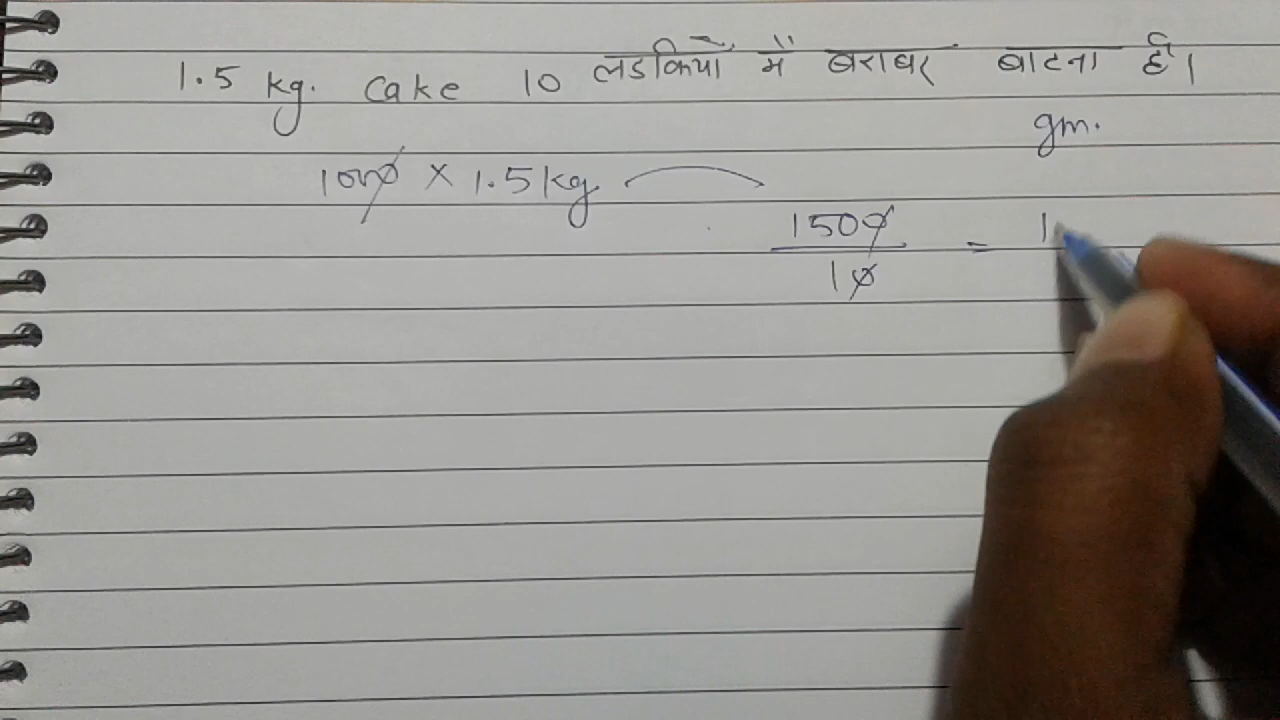 1.5 kg. Cake 10 लडकियों में बराबर बाटना है।
gm.
1000 × 1.5 kg
1500
10
= 1